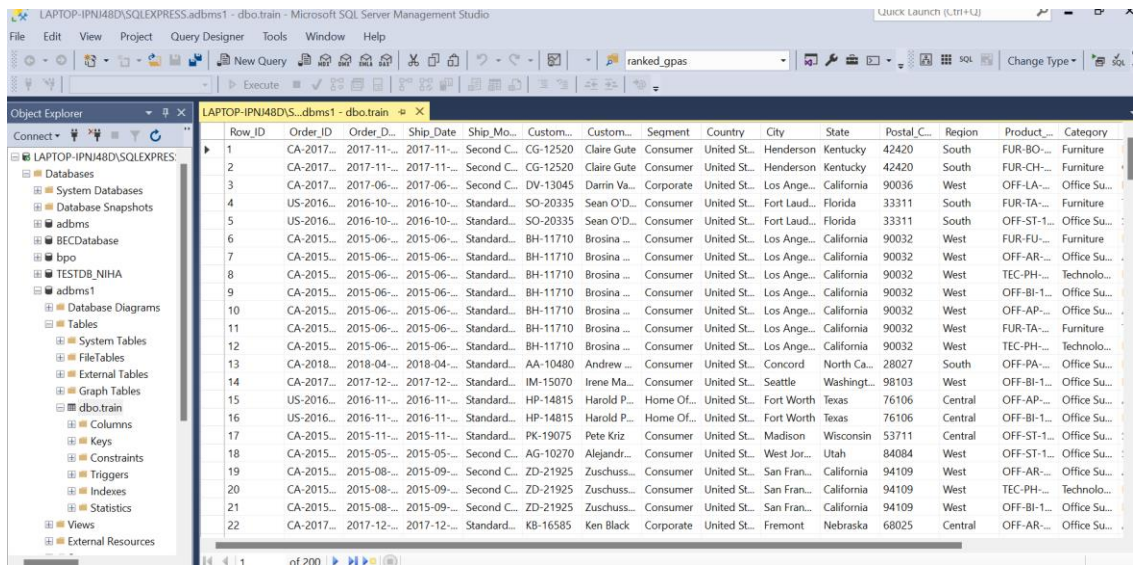 LAPTOP-IPNJ48D\SQLEXPRESS.adbms1 - dbo.train - Microsoft SQL Server Management Studio
Quick Launch (Ctrl+Q)
File Edit View Project Query Designer Tools Window Help
New Query MDX DMX XMLA DAX ranked_gpas SQL Change Type
Execute
Object Explorer
LAPTOP-IPNJ48D\S...dbms1 - dbo.train
Connect
LAPTOP-IPNJ48D\SQLEXPRES
Databases
System Databases
Database Snapshots
adbms
BECDatabase
bpo
TESTDB_NIHA
adbms1
Database Diagrams
Tables
System Tables
FileTables
External Tables
Graph Tables
dbo.train
Columns
Keys
Constraints
Triggers
Indexes
Statistics
Views
External Resources
Row_ID Order_ID Order_D... Ship_Date Ship_Mo... Custom... Custom... Segment Country City State Postal_C... Region Product_... Category
1 CA-2017... 2017-11-... 2017-11-... Second C... CG-12520 Claire Gute Consumer United St... Henderson Kentucky 42420 South FUR-BO-... Furniture
2 CA-2017... 2017-11-... 2017-11-... Second C... CG-12520 Claire Gute Consumer United St... Henderson Kentucky 42420 South FUR-CH-... Furniture
3 CA-2017... 2017-06-... 2017-06-... Second C... DV-13045 Darrin Va... Corporate United St... Los Ange... California 90036 West OFF-LA-... Office Su...
4 US-2016... 2016-10-... 2016-10-... Standard... SO-20335 Sean O'D... Consumer United St... Fort Laud... Florida 33311 South FUR-TA-... Furniture
5 US-2016... 2016-10-... 2016-10-... Standard... SO-20335 Sean O'D... Consumer United St... Fort Laud... Florida 33311 South OFF-ST-1... Office Su...
6 CA-2015... 2015-06-... 2015-06-... Standard... BH-11710 Brosina ... Consumer United St... Los Ange... California 90032 West FUR-FU-... Furniture
7 CA-2015... 2015-06-... 2015-06-... Standard... BH-11710 Brosina ... Consumer United St... Los Ange... California 90032 West OFF-AR-... Office Su...
8 CA-2015... 2015-06-... 2015-06-... Standard... BH-11710 Brosina ... Consumer United St... Los Ange... California 90032 West TEC-PH-... Technolo...
9 CA-2015... 2015-06-... 2015-06-... Standard... BH-11710 Brosina ... Consumer United St... Los Ange... California 90032 West OFF-BI-1... Office Su...
10 CA-2015... 2015-06-... 2015-06-... Standard... BH-11710 Brosina ... Consumer United St... Los Ange... California 90032 West OFF-AP-... Office Su...
11 CA-2015... 2015-06-... 2015-06-... Standard... BH-11710 Brosina ... Consumer United St... Los Ange... California 90032 West FUR-TA-... Furniture
12 CA-2015... 2015-06-... 2015-06-... Standard... BH-11710 Brosina ... Consumer United St... Los Ange... California 90032 West TEC-PH-... Technolo...
13 CA-2018... 2018-04-... 2018-04-... Standard... AA-10480 Andrew ... Consumer United St... Concord North Ca... 28027 South OFF-PA-... Office Su...
14 CA-2017... 2017-12-... 2017-12-... Standard... IM-15070 Irene Ma... Consumer United St... Seattle Washingt... 98103 West OFF-BI-1... Office Su...
15 US-2016... 2016-11-... 2016-11-... Standard... HP-14815 Harold P... Home Of... United St... Fort Worth Texas 76106 Central OFF-AP-... Office Su...
16 US-2016... 2016-11-... 2016-11-... Standard... HP-14815 Harold P... Home Of... United St... Fort Worth Texas 76106 Central OFF-BI-1... Office Su...
17 CA-2015... 2015-11-... 2015-11-... Standard... PK-19075 Pete Kriz Consumer United St... Madison Wisconsin 53711 Central OFF-ST-1... Office Su...
18 CA-2015... 2015-05-... 2015-05-... Second C... AG-10270 Alejandr... Consumer United St... West Jor... Utah 84084 West OFF-ST-1... Office Su...
19 CA-2015... 2015-08-... 2015-09-... Second C... ZD-21925 Zuschuss... Consumer United St... San Fran... California 94109 West OFF-AR-... Office Su...
20 CA-2015... 2015-08-... 2015-09-... Second C... ZD-21925 Zuschuss... Consumer United St... San Fran... California 94109 West TEC-PH-... Technolo...
21 CA-2015... 2015-08-... 2015-09-... Second C... ZD-21925 Zuschuss... Consumer United St... San Fran... California 94109 West OFF-BI-1... Office Su...
22 CA-2017... 2017-12-... 2017-12-... Standard... KB-16585 Ken Black Corporate United St... Fremont Nebraska 68025 Central OFF-AR-... Office Su...
1 of 200